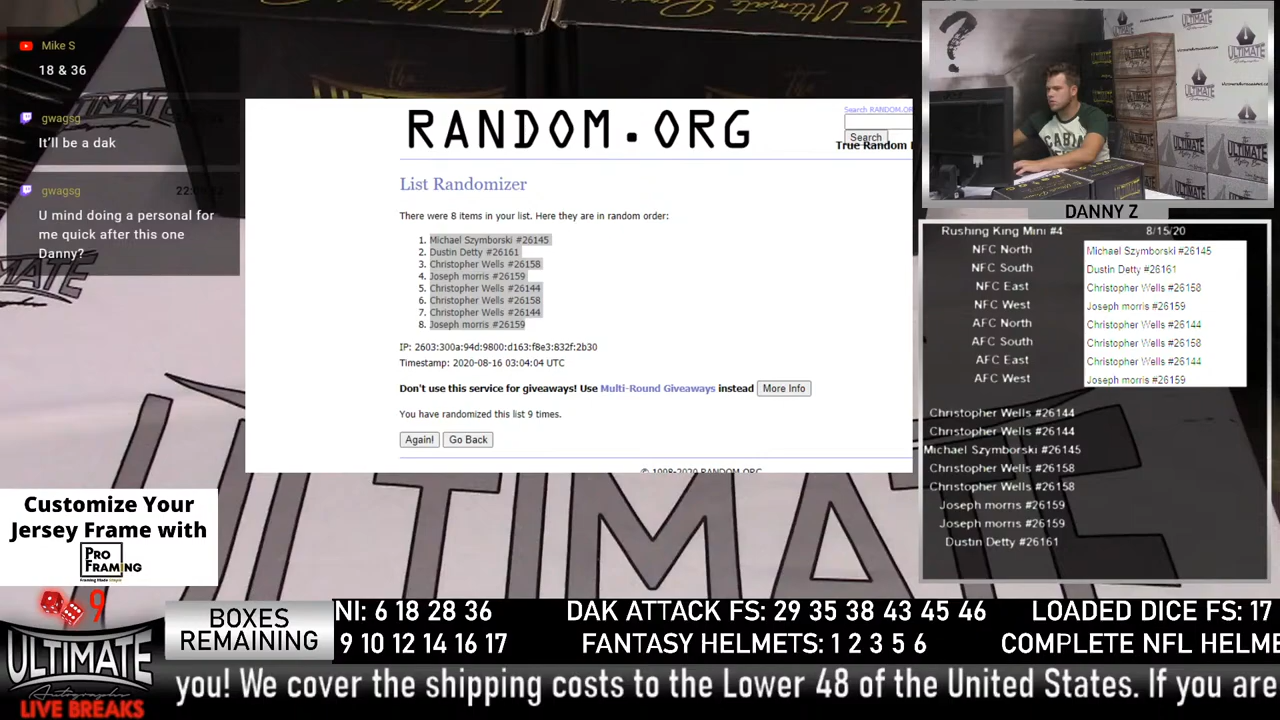 Mike S
18 & 36
gwagsg
It'll be a dak
gwagsg
U mind doing a personal for
me quick after this one
Danny?
RANDOM.ORG
Search RANDOM.OR
Search
True Random
List Randomizer
There were 8 items in your list. Here they are in random order:
1. Michael Szymborski #26145
2. Dustin Detty #26161
3. Christopher Wells #26158
4. Joseph morris #26159
5. Christopher Wells #26144
6. Christopher Wells #26158
7. Christopher Wells #26144
8. Joseph morris #26159
IP: 2603:300a:94d:9800:d163:f8e3:832f:2b30
Timestamp: 2020-08-16 03:04:04 UTC
Don't use this service for giveaways! Use Multi-Round Giveaways instead More Info
You have randomized this list 9 times.
Again! Go Back
© 1998-2020 RANDOM.ORG
ULTIMATE
DANNY Z
Rushing King Mini #4 8/15/20
NFC North Michael Szymborski #26145
NFC South Dustin Detty #26161
NFC East Christopher Wells #26158
NFC West Joseph morris #26159
AFC North Christopher Wells #26144
AFC South Christopher Wells #26158
AFC East Christopher Wells #26144
AFC West Joseph morris #26159
Christopher Wells #26144
Christopher Wells #26144
Michael Szymborski #26145
Christopher Wells #26158
Christopher Wells #26158
Joseph morris #26159
Joseph morris #26159
Dustin Detty #26161
Customize Your
Jersey Frame with
PRO
FRAMING
ULTIMATE
9
ULTIMATE
Autographs
LIVE BREAKS
BOXES
REMAINING
NI: 6 18 28 36 DAK ATTACK FS: 29 35 38 43 45 46 LOADED DICE FS: 17
9 10 12 14 16 17 FANTASY HELMETS: 1 2 3 5 6 COMPLETE NFL HELME
you! We cover the shipping costs to the Lower 48 of the United States. If you are